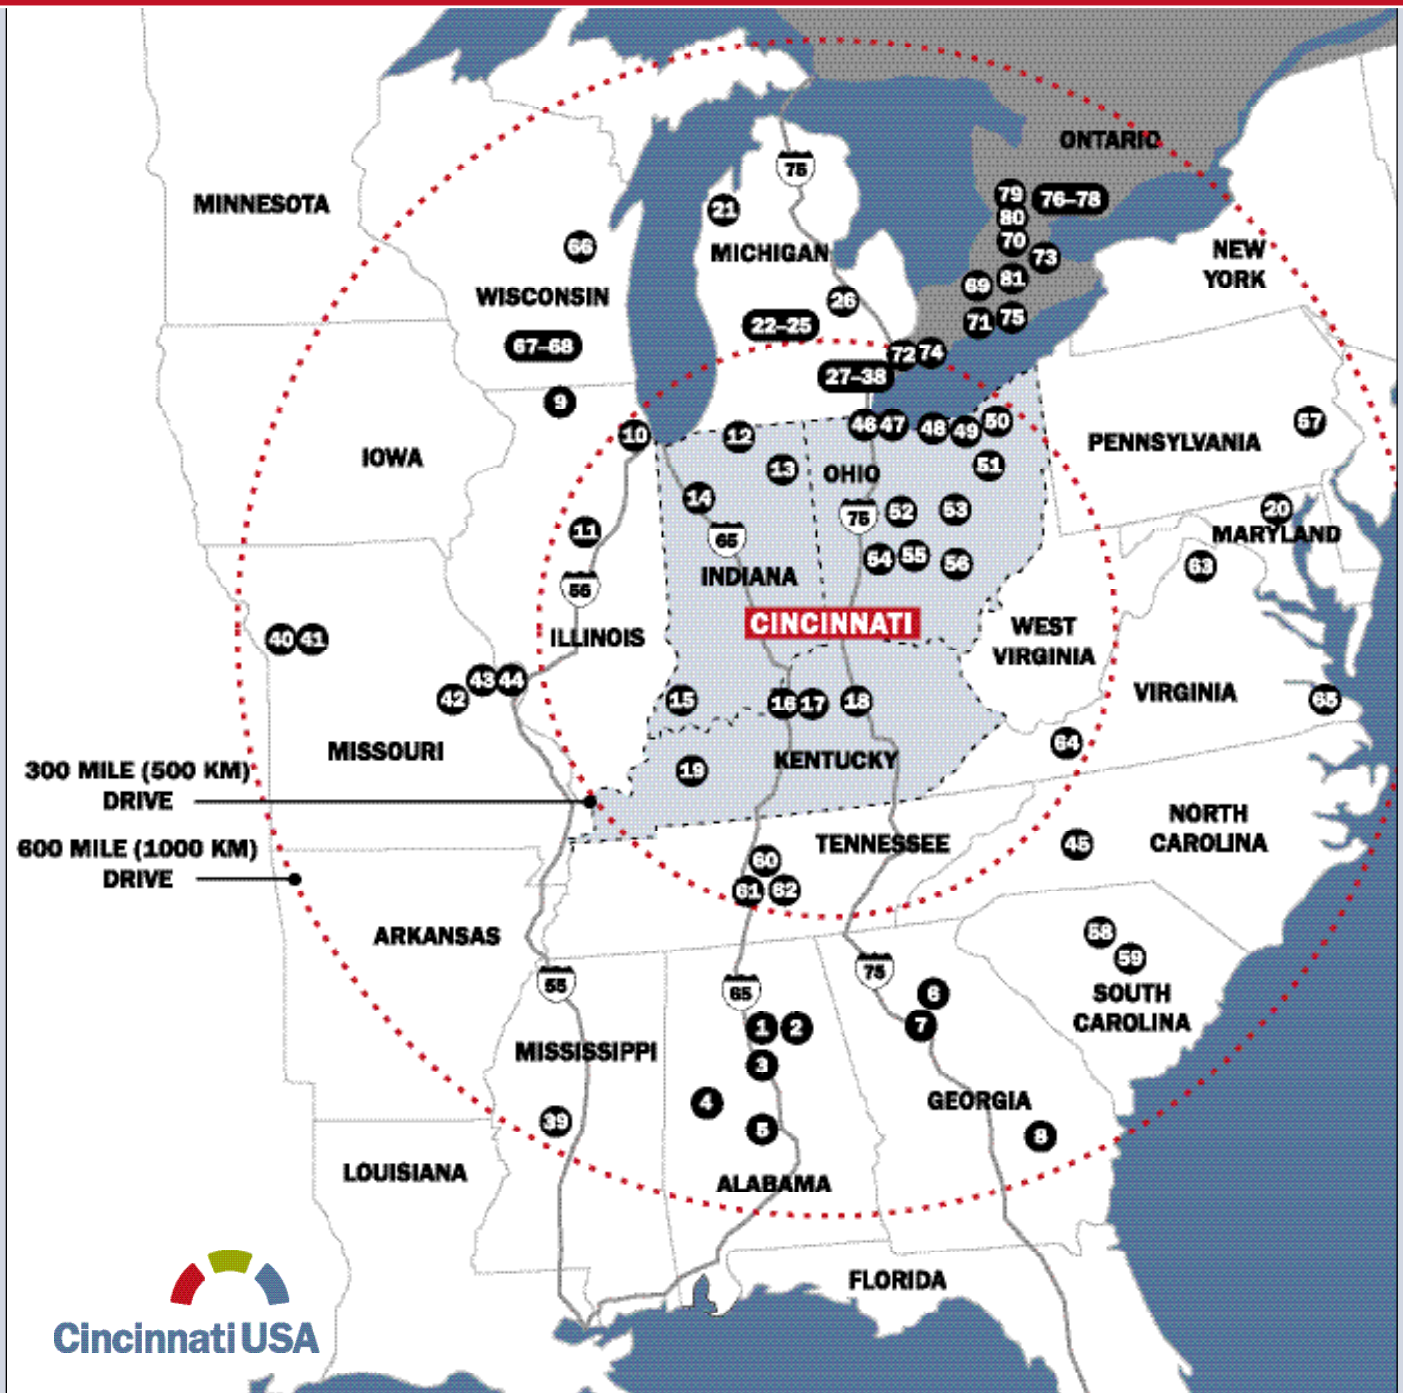 ONTARIO
75
79
76–78
MINNESOTA
21
80
66
70
NEW
YORK
MICHIGAN
73
69
81
WISCONSIN
26
22–25
71
75
67–68
72
74
27–38
9
10
12
46
47
48
49
50
57
PENNSYLVANIA
IOWA
13
OHIO
51
14
75
52
53
20
MARYLAND
11
65
54
55
56
63
INDIANA
55
CINCINNATI
WEST
VIRGINIA
40
41
ILLINOIS
43
44
42
15
16
17
18
VIRGINIA
65
64
MISSOURI
KENTUCKY
19
300 MILE (500 KM)
DRIVE
NORTH
CAROLINA
TENNESSEE
45
600 MILE (1000 KM)
DRIVE
60
61
62
ARKANSAS
58
59
55
65
75
6
SOUTH
CAROLINA
1
2
7
MISSISSIPPI
3
4
GEORGIA
39
5
8
LOUISIANA
ALABAMA
FLORIDA
Cincinnati USA